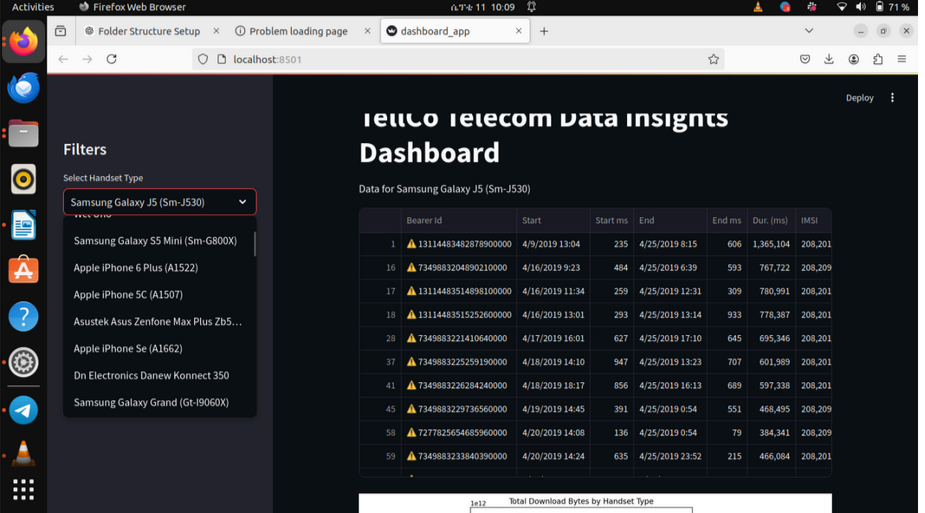 Activities
Firefox Web Browser
ሴፕቴ 11 10:09
71 %
Folder Structure Setup
Problem loading page
dashboard_app
localhost:8501
Deploy
Filters
Select Handset Type
Samsung Galaxy J5 (Sm-J530)
Samsung Galaxy S5 Mini (Sm-G800X)
Apple iPhone 6 Plus (A1522)
Apple iPhone 5C (A1507)
Asustek Asus Zenfone Max Plus Zb5...
Apple iPhone Se (A1662)
Dn Electronics Danew Konnect 350
Samsung Galaxy Grand (Gt-I9060X)
TellCo Telecom Data Insights
Dashboard
Data for Samsung Galaxy J5 (Sm-J530)
Bearer Id Start Start ms End End ms Dur. (ms) IMSI
1 13114483482878900000 4/9/2019 13:04 235 4/25/2019 8:15 606 1,365,104 208,201
16 7349883204890210000 4/16/2019 9:23 484 4/25/2019 6:39 593 767,722 208,209
17 13114483514898100000 4/16/2019 11:34 259 4/25/2019 12:31 309 780,991 208,201
18 13114483515252600000 4/16/2019 13:01 293 4/25/2019 13:14 933 778,387 208,201
28 7349883221410640000 4/17/2019 16:01 627 4/25/2019 17:10 645 695,346 208,201
37 7349883225259190000 4/18/2019 14:10 947 4/25/2019 13:23 707 601,989 208,201
41 7349883226284240000 4/18/2019 18:17 856 4/25/2019 16:13 689 597,338 208,201
45 7349883229736560000 4/19/2019 14:45 391 4/25/2019 0:54 551 468,495 208,209
58 7277825654685960000 4/20/2019 14:08 136 4/25/2019 0:54 79 384,341 208,209
59 7349883233840390000 4/20/2019 14:24 635 4/25/2019 23:52 215 466,084 208,201
1e12
Total Download Bytes by Handset Type